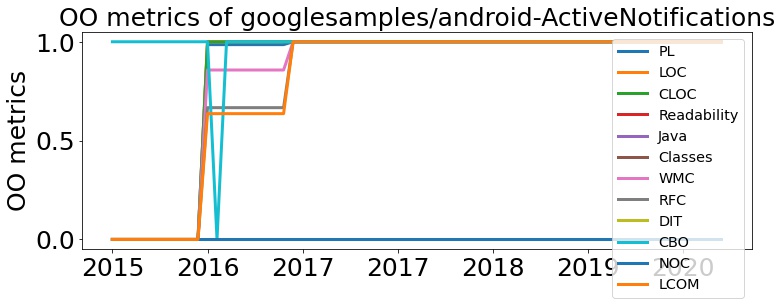 OO metrics of googlesamples/android-ActiveNotifications
OO metrics
1.0
0.5
0.0
2015
2016
2017
2017
2018
2019
2020
PL
LOC
CLOC
Readability
Java
Classes
WMC
RFC
DIT
CBO
NOC
LCOM